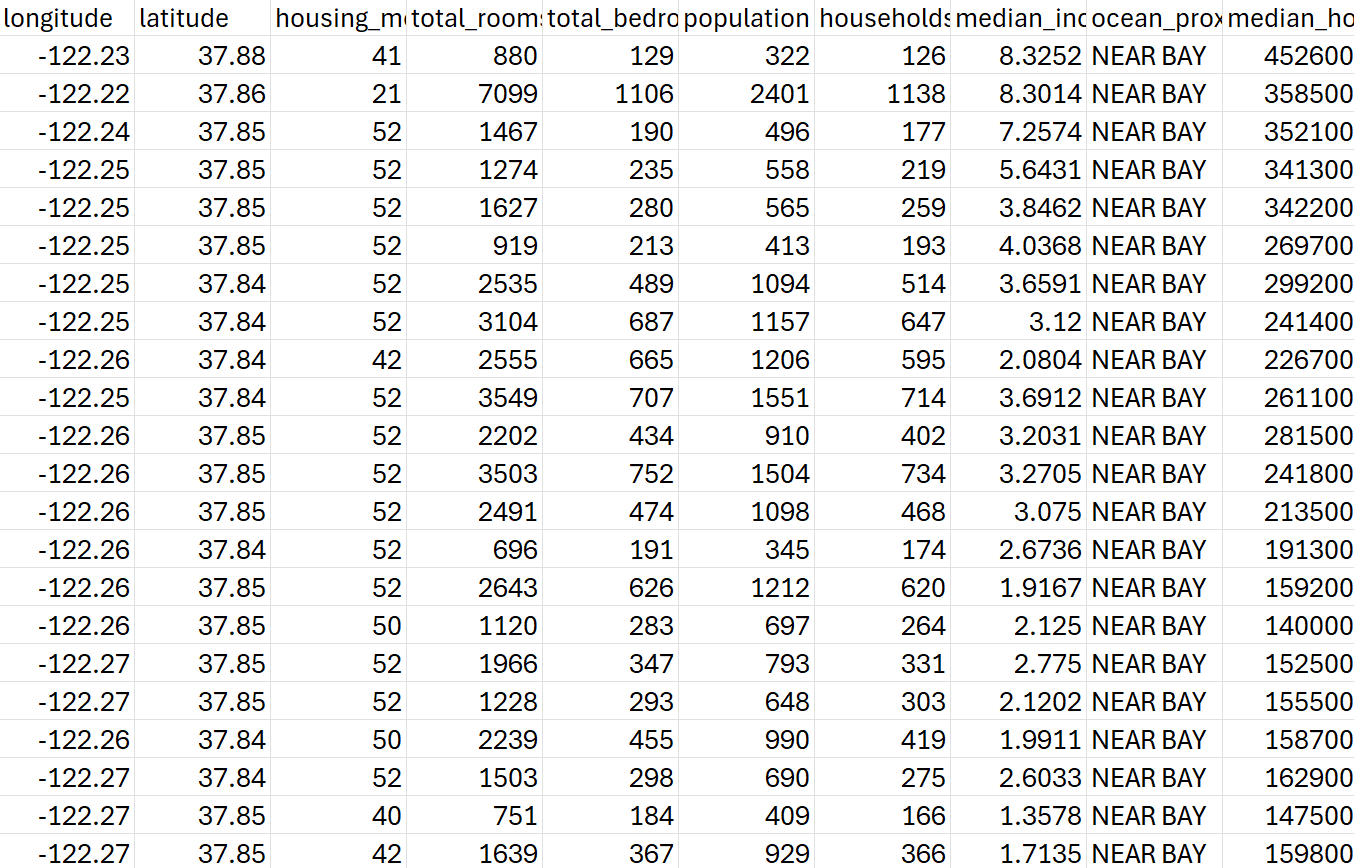 longitude latitude housing_me total_rooms total_bedro population households median_inc ocean_prox median_ho
-122.23 37.88 41 880 129 322 126 8.3252 NEAR BAY 452600
-122.22 37.86 21 7099 1106 2401 1138 8.3014 NEAR BAY 358500
-122.24 37.85 52 1467 190 496 177 7.2574 NEAR BAY 352100
-122.25 37.85 52 1274 235 558 219 5.6431 NEAR BAY 341300
-122.25 37.85 52 1627 280 565 259 3.8462 NEAR BAY 342200
-122.25 37.85 52 919 213 413 193 4.0368 NEAR BAY 269700
-122.25 37.84 52 2535 489 1094 514 3.6591 NEAR BAY 299200
-122.25 37.84 52 3104 687 1157 647 3.12 NEAR BAY 241400
-122.26 37.84 42 2555 665 1206 595 2.0804 NEAR BAY 226700
-122.25 37.84 52 3549 707 1551 714 3.6912 NEAR BAY 261100
-122.26 37.85 52 2202 434 910 402 3.2031 NEAR BAY 281500
-122.26 37.85 52 3503 752 1504 734 3.2705 NEAR BAY 241800
-122.26 37.85 52 2491 474 1098 468 3.075 NEAR BAY 213500
-122.26 37.84 52 696 191 345 174 2.6736 NEAR BAY 191300
-122.26 37.85 52 2643 626 1212 620 1.9167 NEAR BAY 159200
-122.26 37.85 50 1120 283 697 264 2.125 NEAR BAY 140000
-122.27 37.85 52 1966 347 793 331 2.775 NEAR BAY 152500
-122.27 37.85 52 1228 293 648 303 2.1202 NEAR BAY 155500
-122.26 37.84 50 2239 455 990 419 1.9911 NEAR BAY 158700
-122.27 37.84 52 1503 298 690 275 2.6033 NEAR BAY 162900
-122.27 37.85 40 751 184 409 166 1.3578 NEAR BAY 147500
-122.27 37.85 42 1639 367 929 366 1.7135 NEAR BAY 159800